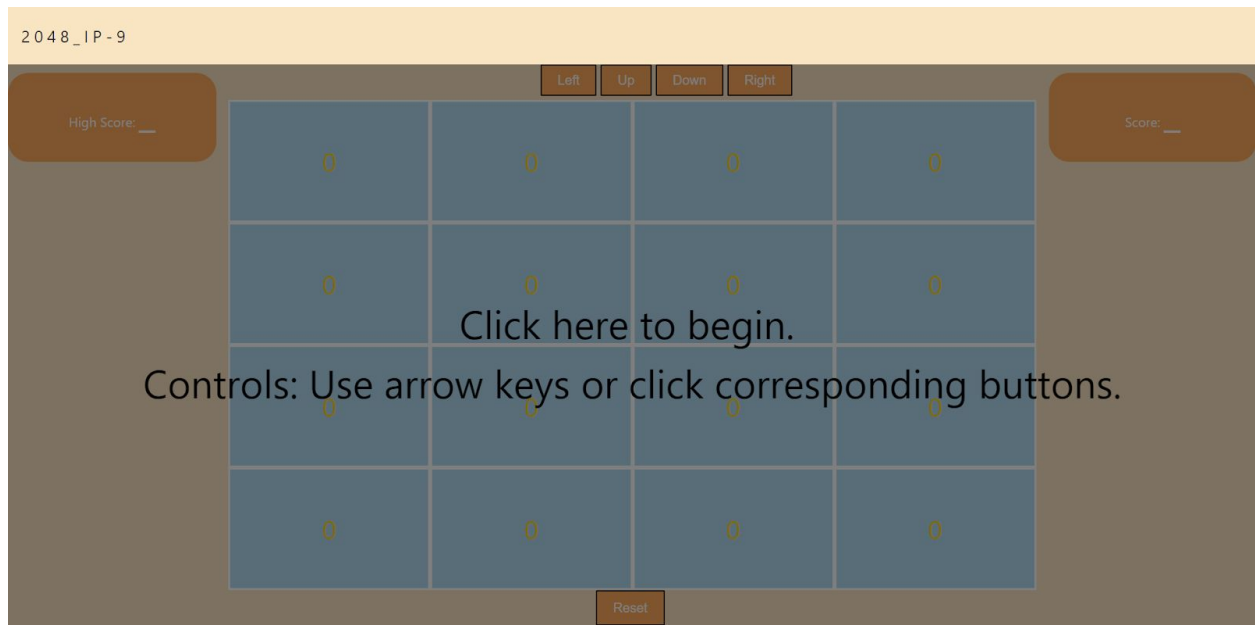 2048_IP-9
Left Up Down Right
High Score: __
Score: __
0 0 0 0
0 0 0 0
Click here to begin.
Controls: Use arrow keys or click corresponding buttons.
0 0 0 0
0 0 0 0
Reset